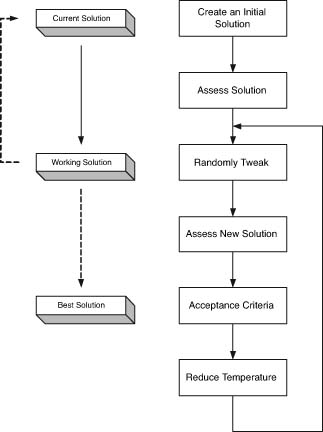 Current Solution
Working Solution
Best Solution
Create an Initial
Solution
Assess Solution
Randomly Tweak
Assess New Solution
Acceptance Criteria
Reduce Temperature